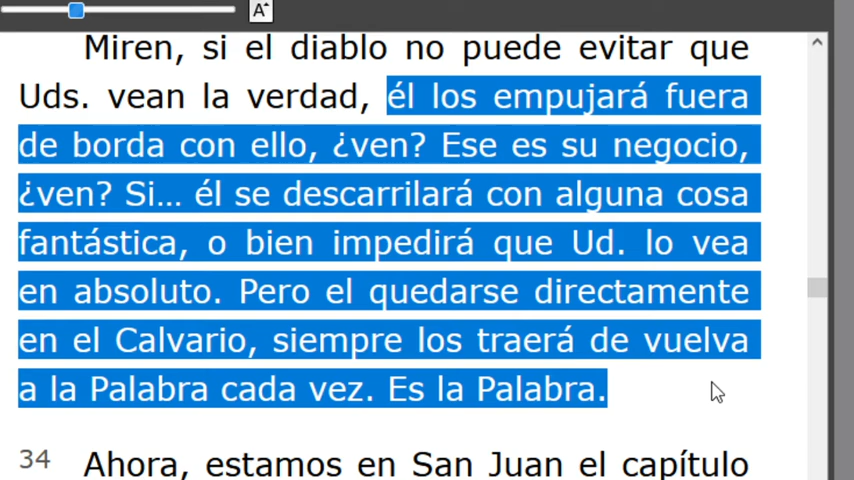 A
Miren, si el diablo no puede evitar que
Uds. vean la verdad, él los empujará fuera
de borda con ello, ¿ven? Ese es su negocio,
¿ven? Si... él se descarrilará con alguna cosa
fantástica, o bien impedirá que Ud. lo vea
en absoluto. Pero el quedarse directamente
en el Calvario, siempre los traerá de vuelva
a la Palabra cada vez. Es la Palabra.
34 Ahora, estamos en San Juan el capítulo